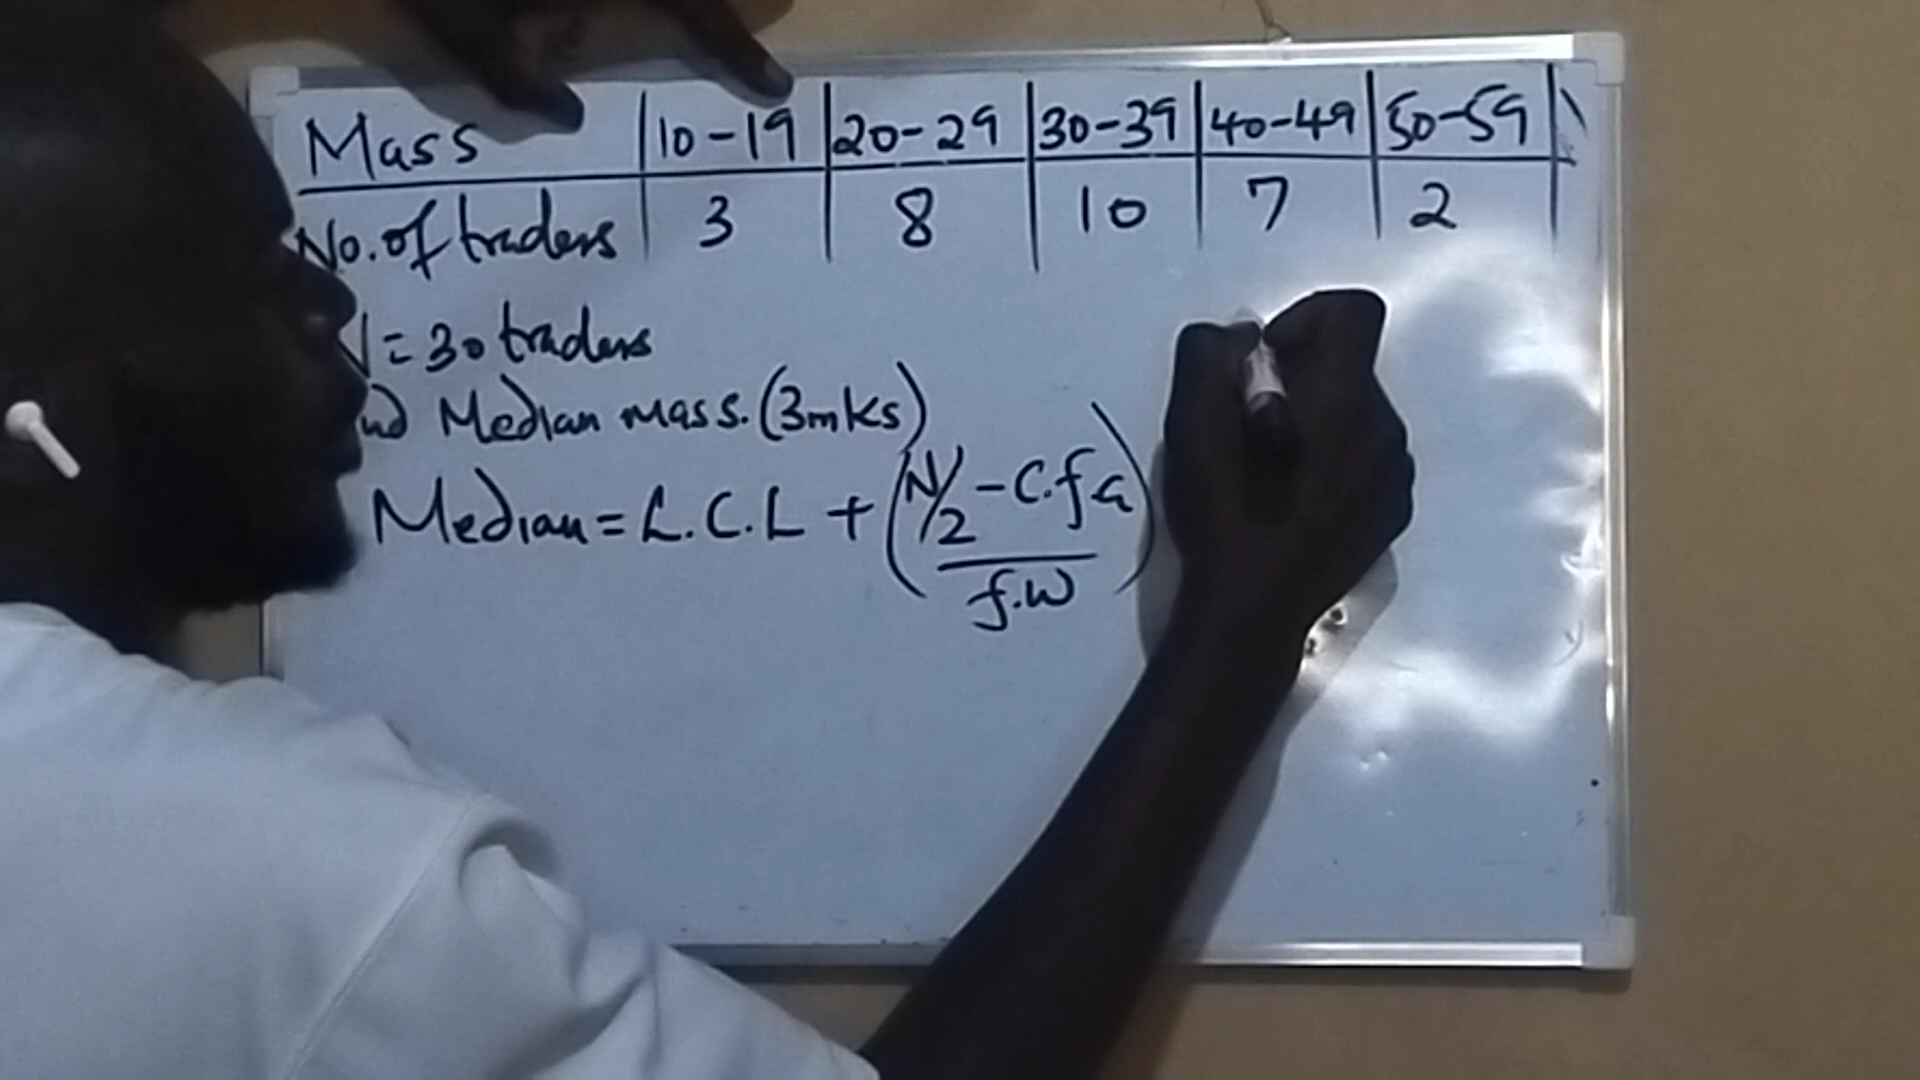 Mass | 10-19 | 20-29 | 30-39 | 40-49 | 50-59 |
No. of traders | 3 | 8 | 10 | 7 | 2 |
= 30 traders
Median mass. (3mks)
Median = L.C.L + (N/2 - C.fa)
f.w